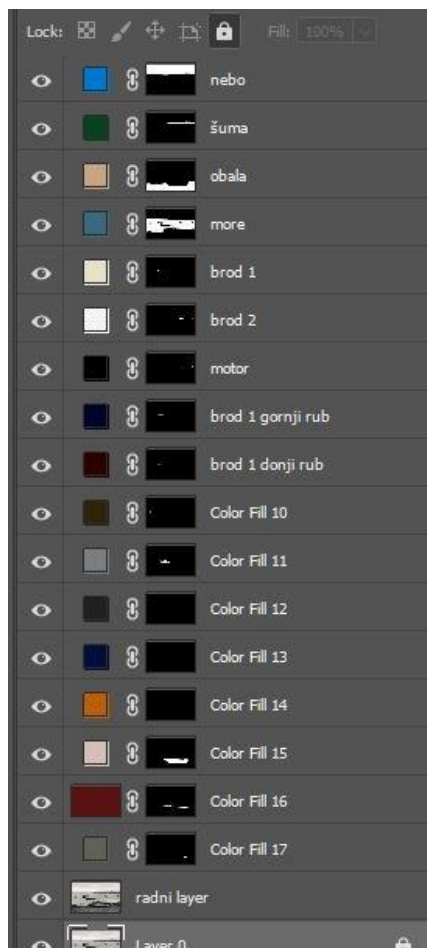 Lock: Fill: 100%
nebo
šuma
obala
more
brod 1
brod 2
motor
brod 1 gornji rub
brod 1 donji rub
Color Fill 10
Color Fill 11
Color Fill 12
Color Fill 13
Color Fill 14
Color Fill 15
Color Fill 16
Color Fill 17
radni layer
Layer 0